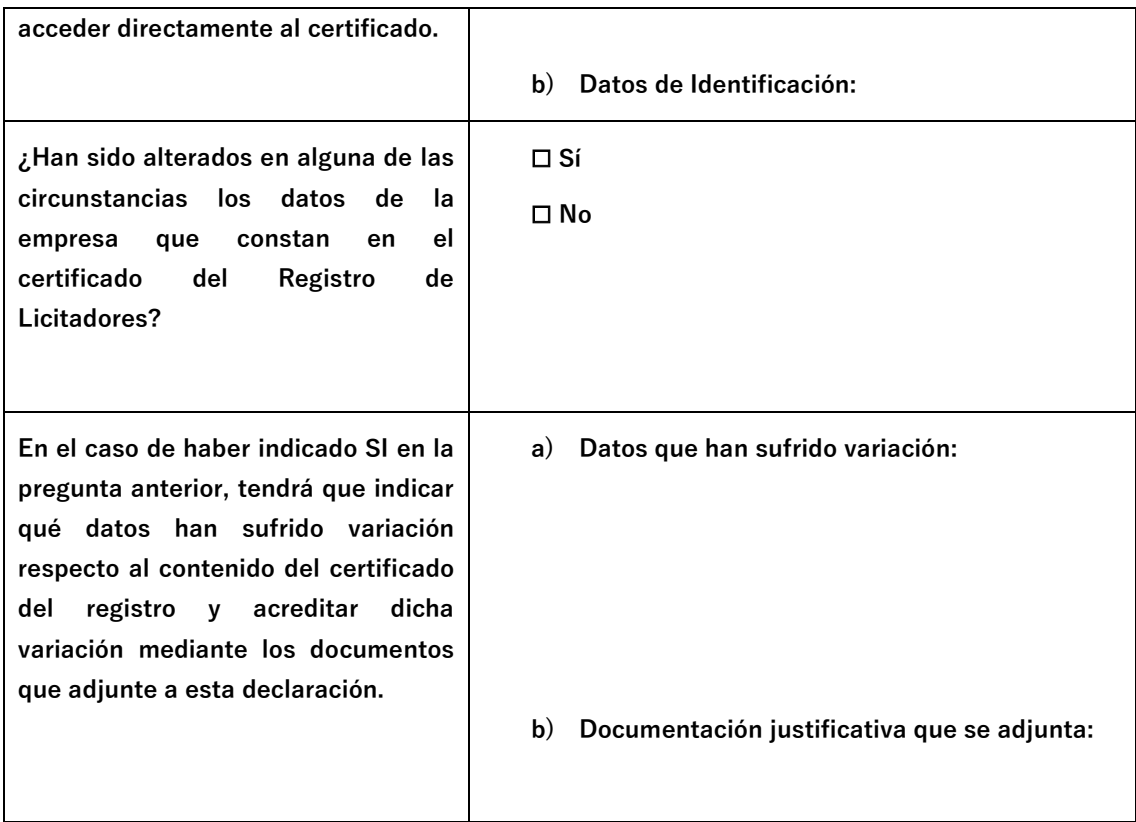 acceder directamente al certificado.
b) Datos de Identificación:
¿Han sido alterados en alguna de las
circunstancias los datos de la
empresa que constan en el
certificado del Registro de
Licitadores?
☐ Sí
☐ No
En el caso de haber indicado SI en la
pregunta anterior, tendrá que indicar
qué datos han sufrido variación
respecto al contenido del certificado
del registro y acreditar dicha
variación mediante los documentos
que adjunte a esta declaración.
a) Datos que han sufrido variación:
b) Documentación justificativa que se adjunta: